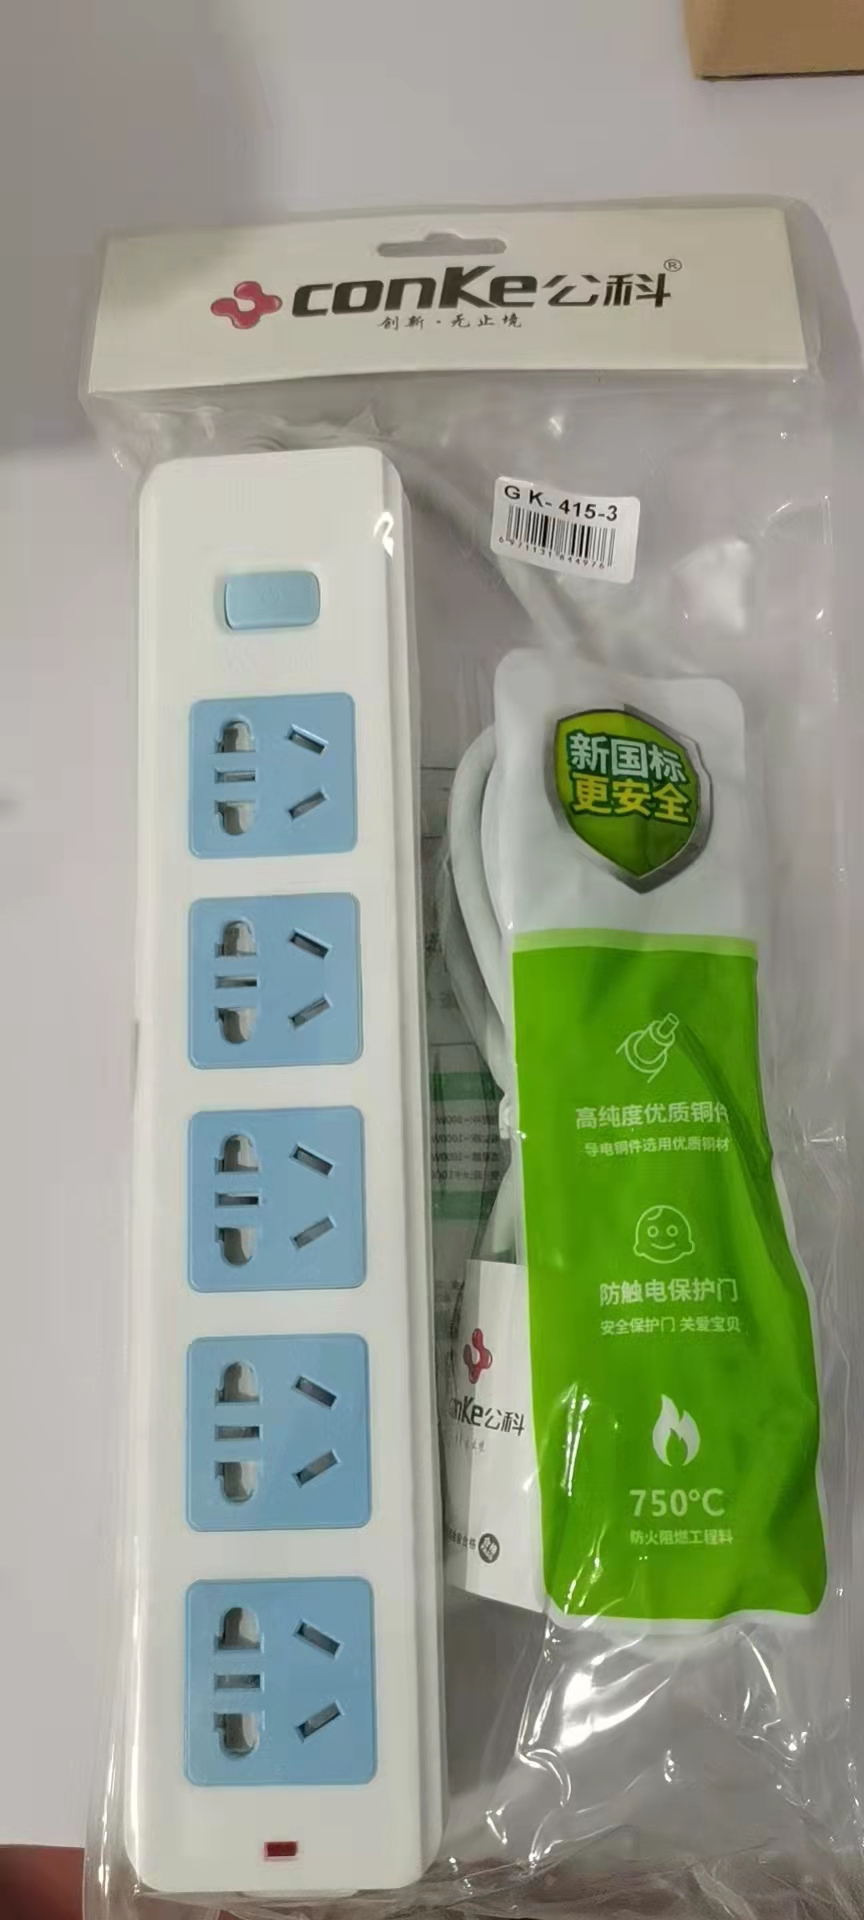 conKe公科®
创新·无止境
G K- 415-3
6971131844976
新国标
更安全
高纯度优质铜件
导电铜件选用优质铜材
防触电保护门
安全保护门 关爱宝贝
onKe公科
750°C
防火阻燃工程料